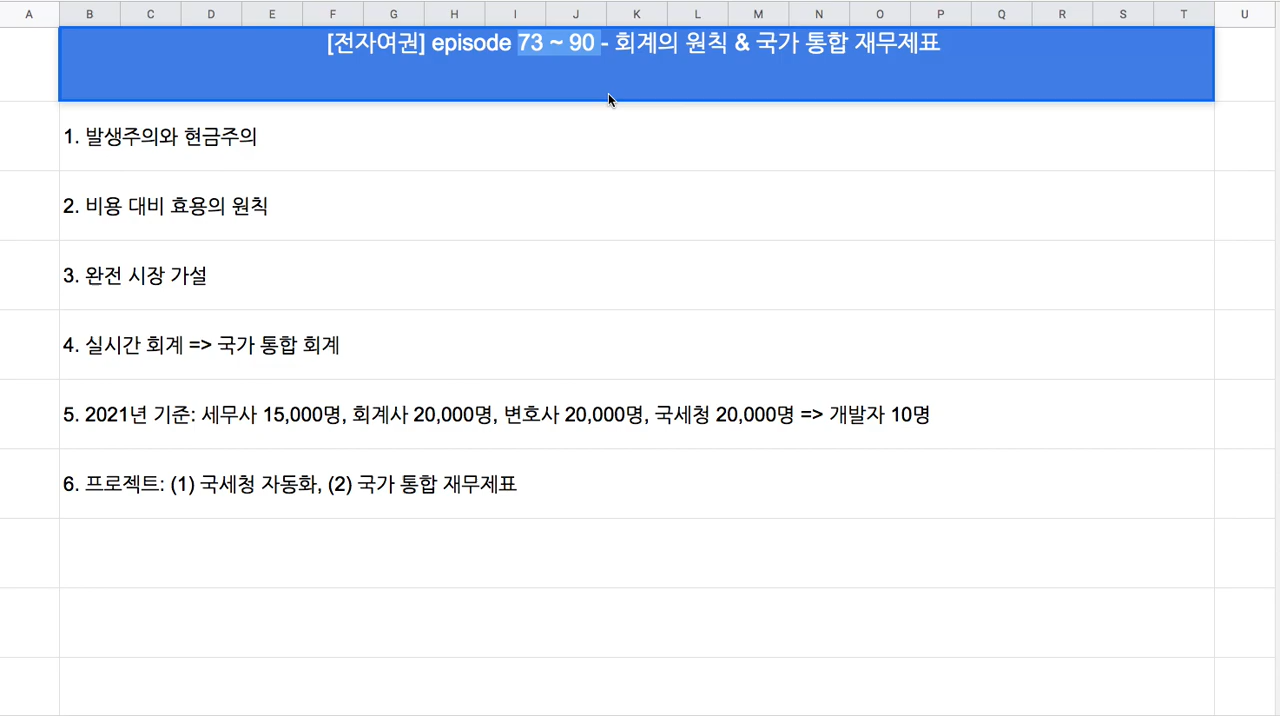 A B C D E F G H I J K L M N O P Q R S T U
[전자여권] episode 73 ~ 90 - 회계의 원칙 & 국가 통합 재무제표
1. 발생주의와 현금주의
2. 비용 대비 효용의 원칙
3. 완전 시장 가설
4. 실시간 회계 => 국가 통합 회계
5. 2021년 기준: 세무사 15,000명, 회계사 20,000명, 변호사 20,000명, 국세청 20,000명 => 개발자 10명
6. 프로젝트: (1) 국세청 자동화, (2) 국가 통합 재무제표